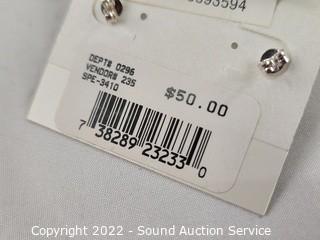 DEPT# 0296
VENDOR# 235
SPE-3410
$50.00
7 38289 23233 0
Copyright 2022 - Sound Auction Service